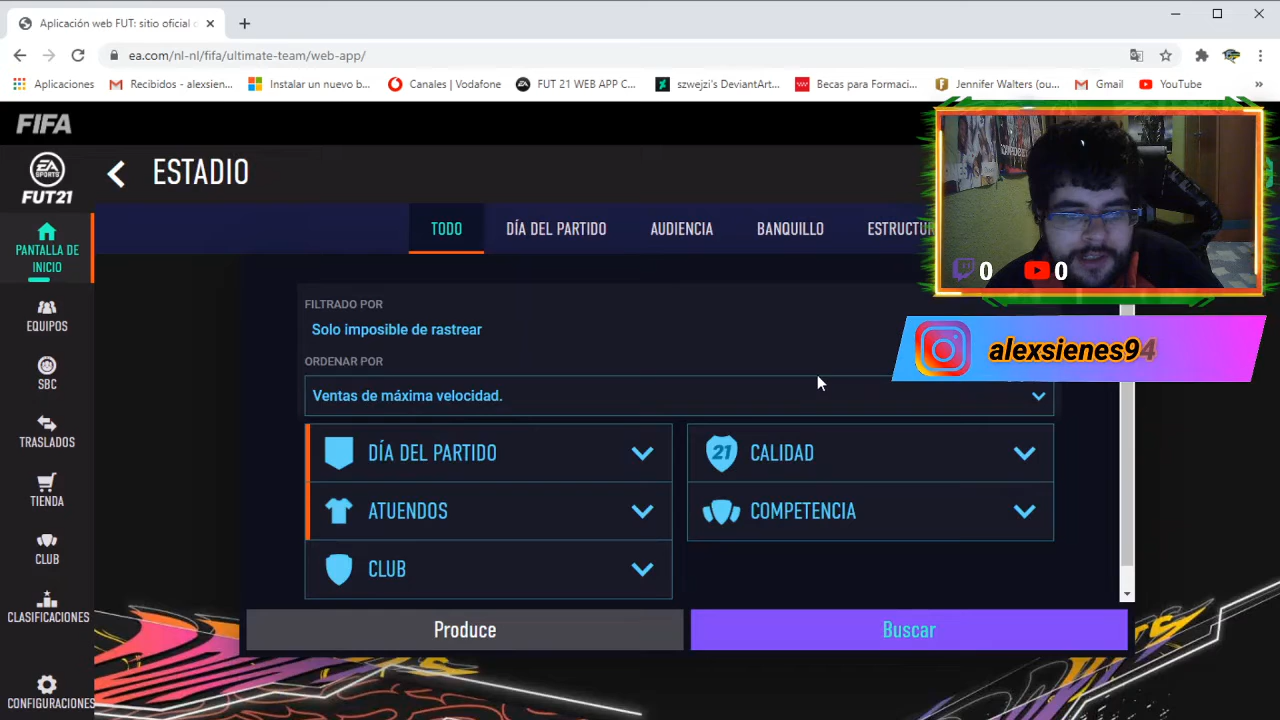 Aplicación web FUT: sitio oficial
ea.com/nl-nl/fifa/ultimate-team/web-app/
Aplicaciones
Recibidos - alexsien...
Instalar un nuevo b...
Canales | Vodafone
FUT 21 WEB APP C...
szwejzi's DeviantArt...
Becas para Formaci...
Jennifer Walters (ou...
Gmail
YouTube
»
FIFA
EA SPORTS
FUT21
ESTADIO
TODO
DÍA DEL PARTIDO
AUDIENCIA
BANQUILLO
ESTRUCTUR
PANTALLA DE
INICIO
EQUIPOS
SBC
TRASLADOS
TIENDA
CLUB
CLASIFICACIONES
CONFIGURACIONES
FILTRADO POR
Solo imposible de rastrear
ORDENAR POR
Ventas de máxima velocidad.
DÍA DEL PARTIDO
21 CALIDAD
ATUENDOS
COMPETENCIA
CLUB
Produce
Buscar
0
0
alexsienes94